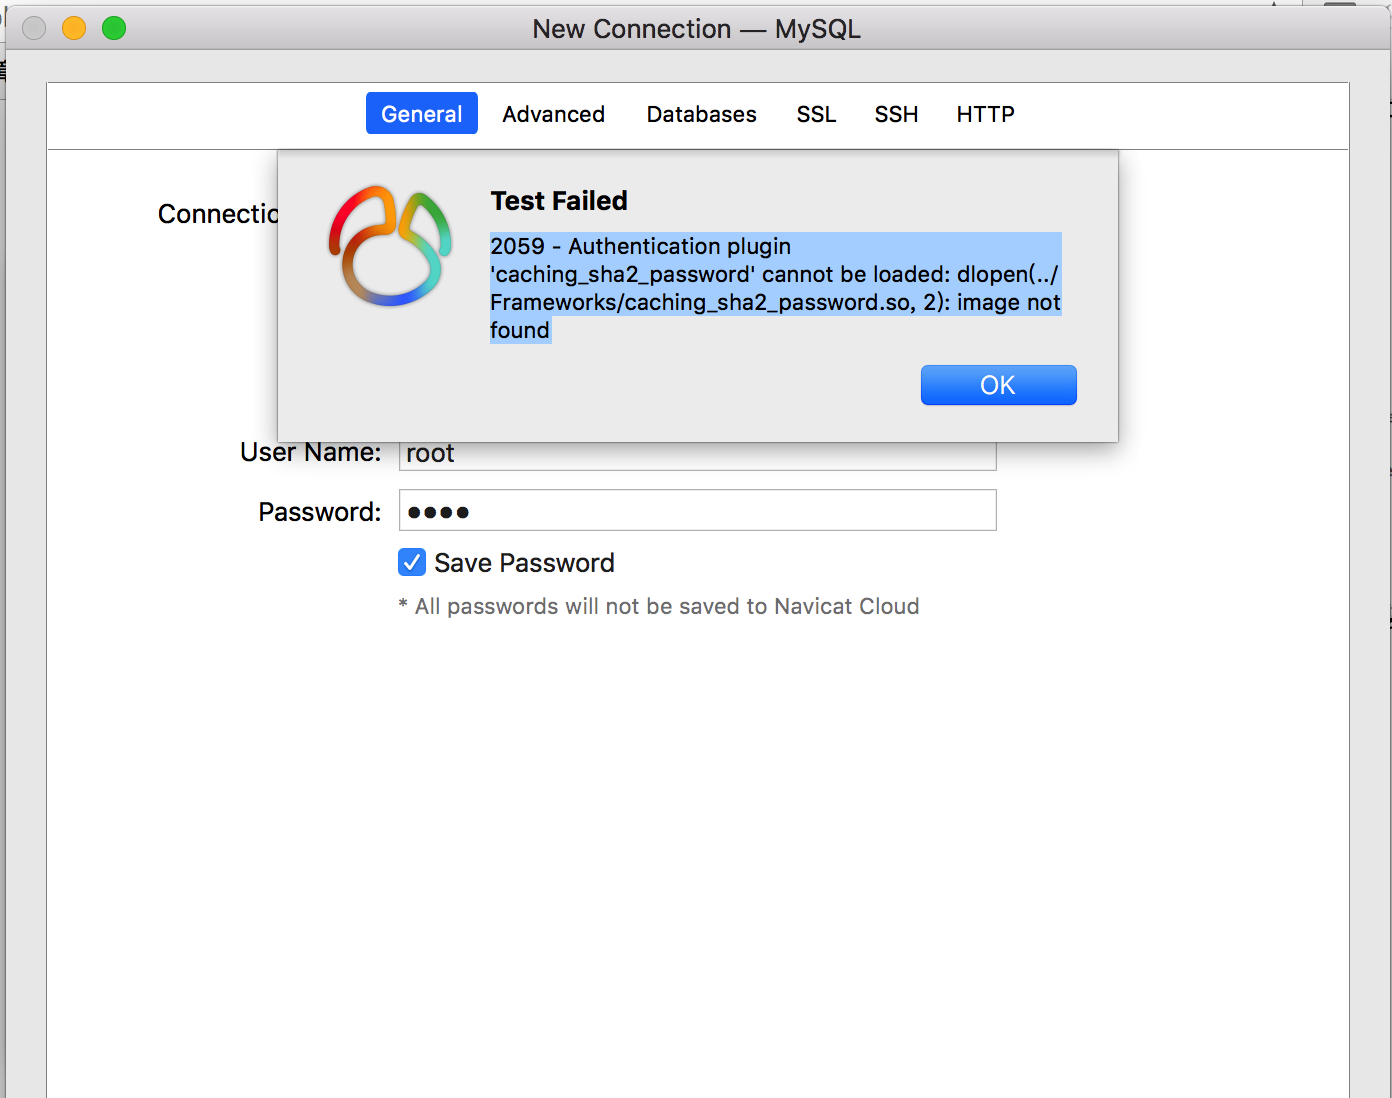 New Connection — MySQL
General Advanced Databases SSL SSH HTTP
Test Failed
Connectio
2059 - Authentication plugin
'caching_sha2_password' cannot be loaded: dlopen(../
Frameworks/caching_sha2_password.so, 2): image not
found
OK
User Name: root
Password: ●●●●
Save Password
* All passwords will not be saved to Navicat Cloud